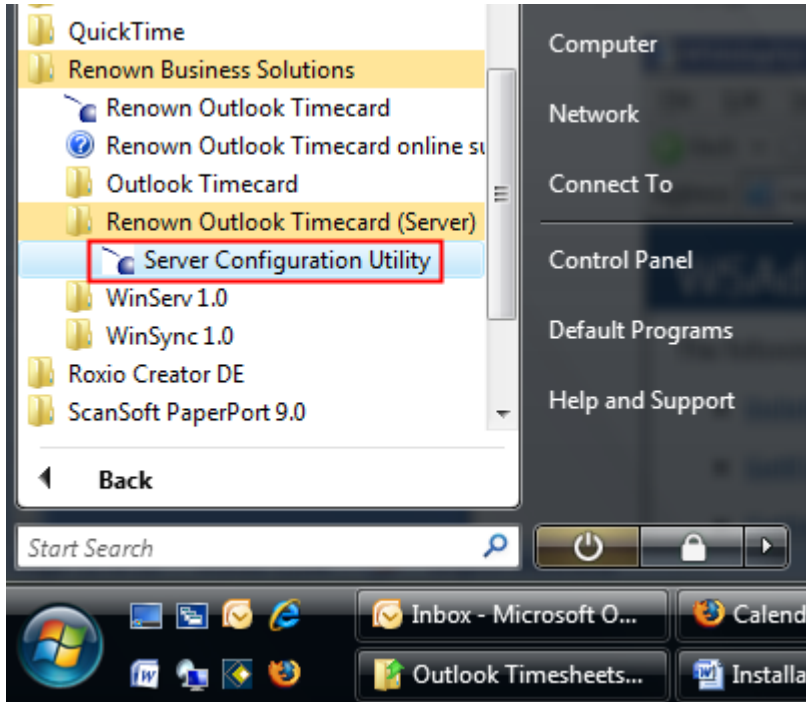 QuickTime
Renown Business Solutions
Renown Outlook Timecard
Renown Outlook Timecard online su
Outlook Timecard
Renown Outlook Timecard (Server)
Server Configuration Utility
WinServ 1.0
WinSync 1.0
Roxio Creator DE
ScanSoft PaperPort 9.0
Back
Start Search
Computer
Network
Connect To
Control Panel
Default Programs
Help and Support
Inbox - Microsoft O...
Calend
Outlook Timesheets...
Installa